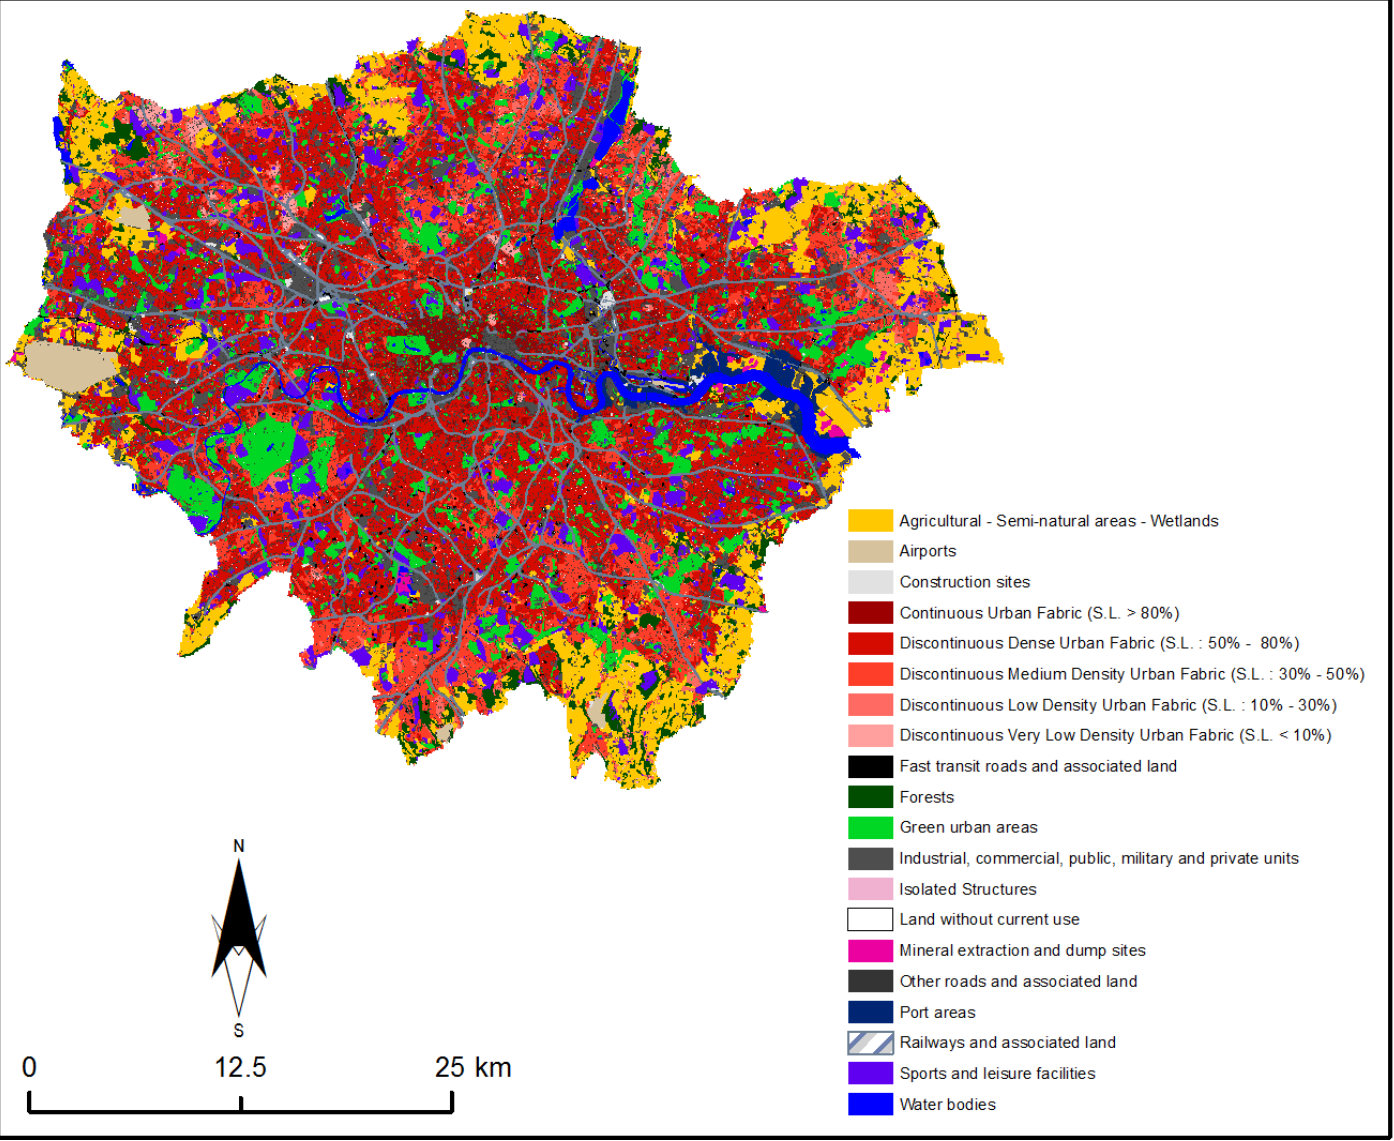 Agricultural - Semi-natural areas - Wetlands
Airports
Construction sites
Continuous Urban Fabric (S.L. > 80%)
Discontinuous Dense Urban Fabric (S.L. : 50% - 80%)
Discontinuous Medium Density Urban Fabric (S.L. : 30% - 50%)
Discontinuous Low Density Urban Fabric (S.L. : 10% - 30%)
Discontinuous Very Low Density Urban Fabric (S.L. < 10%)
Fast transit roads and associated land
Forests
Green urban areas
Industrial, commercial, public, military and private units
Isolated Structures
Land without current use
Mineral extraction and dump sites
Other roads and associated land
Port areas
Railways and associated land
Sports and leisure facilities
Water bodies
N
S
0 12.5 25 km